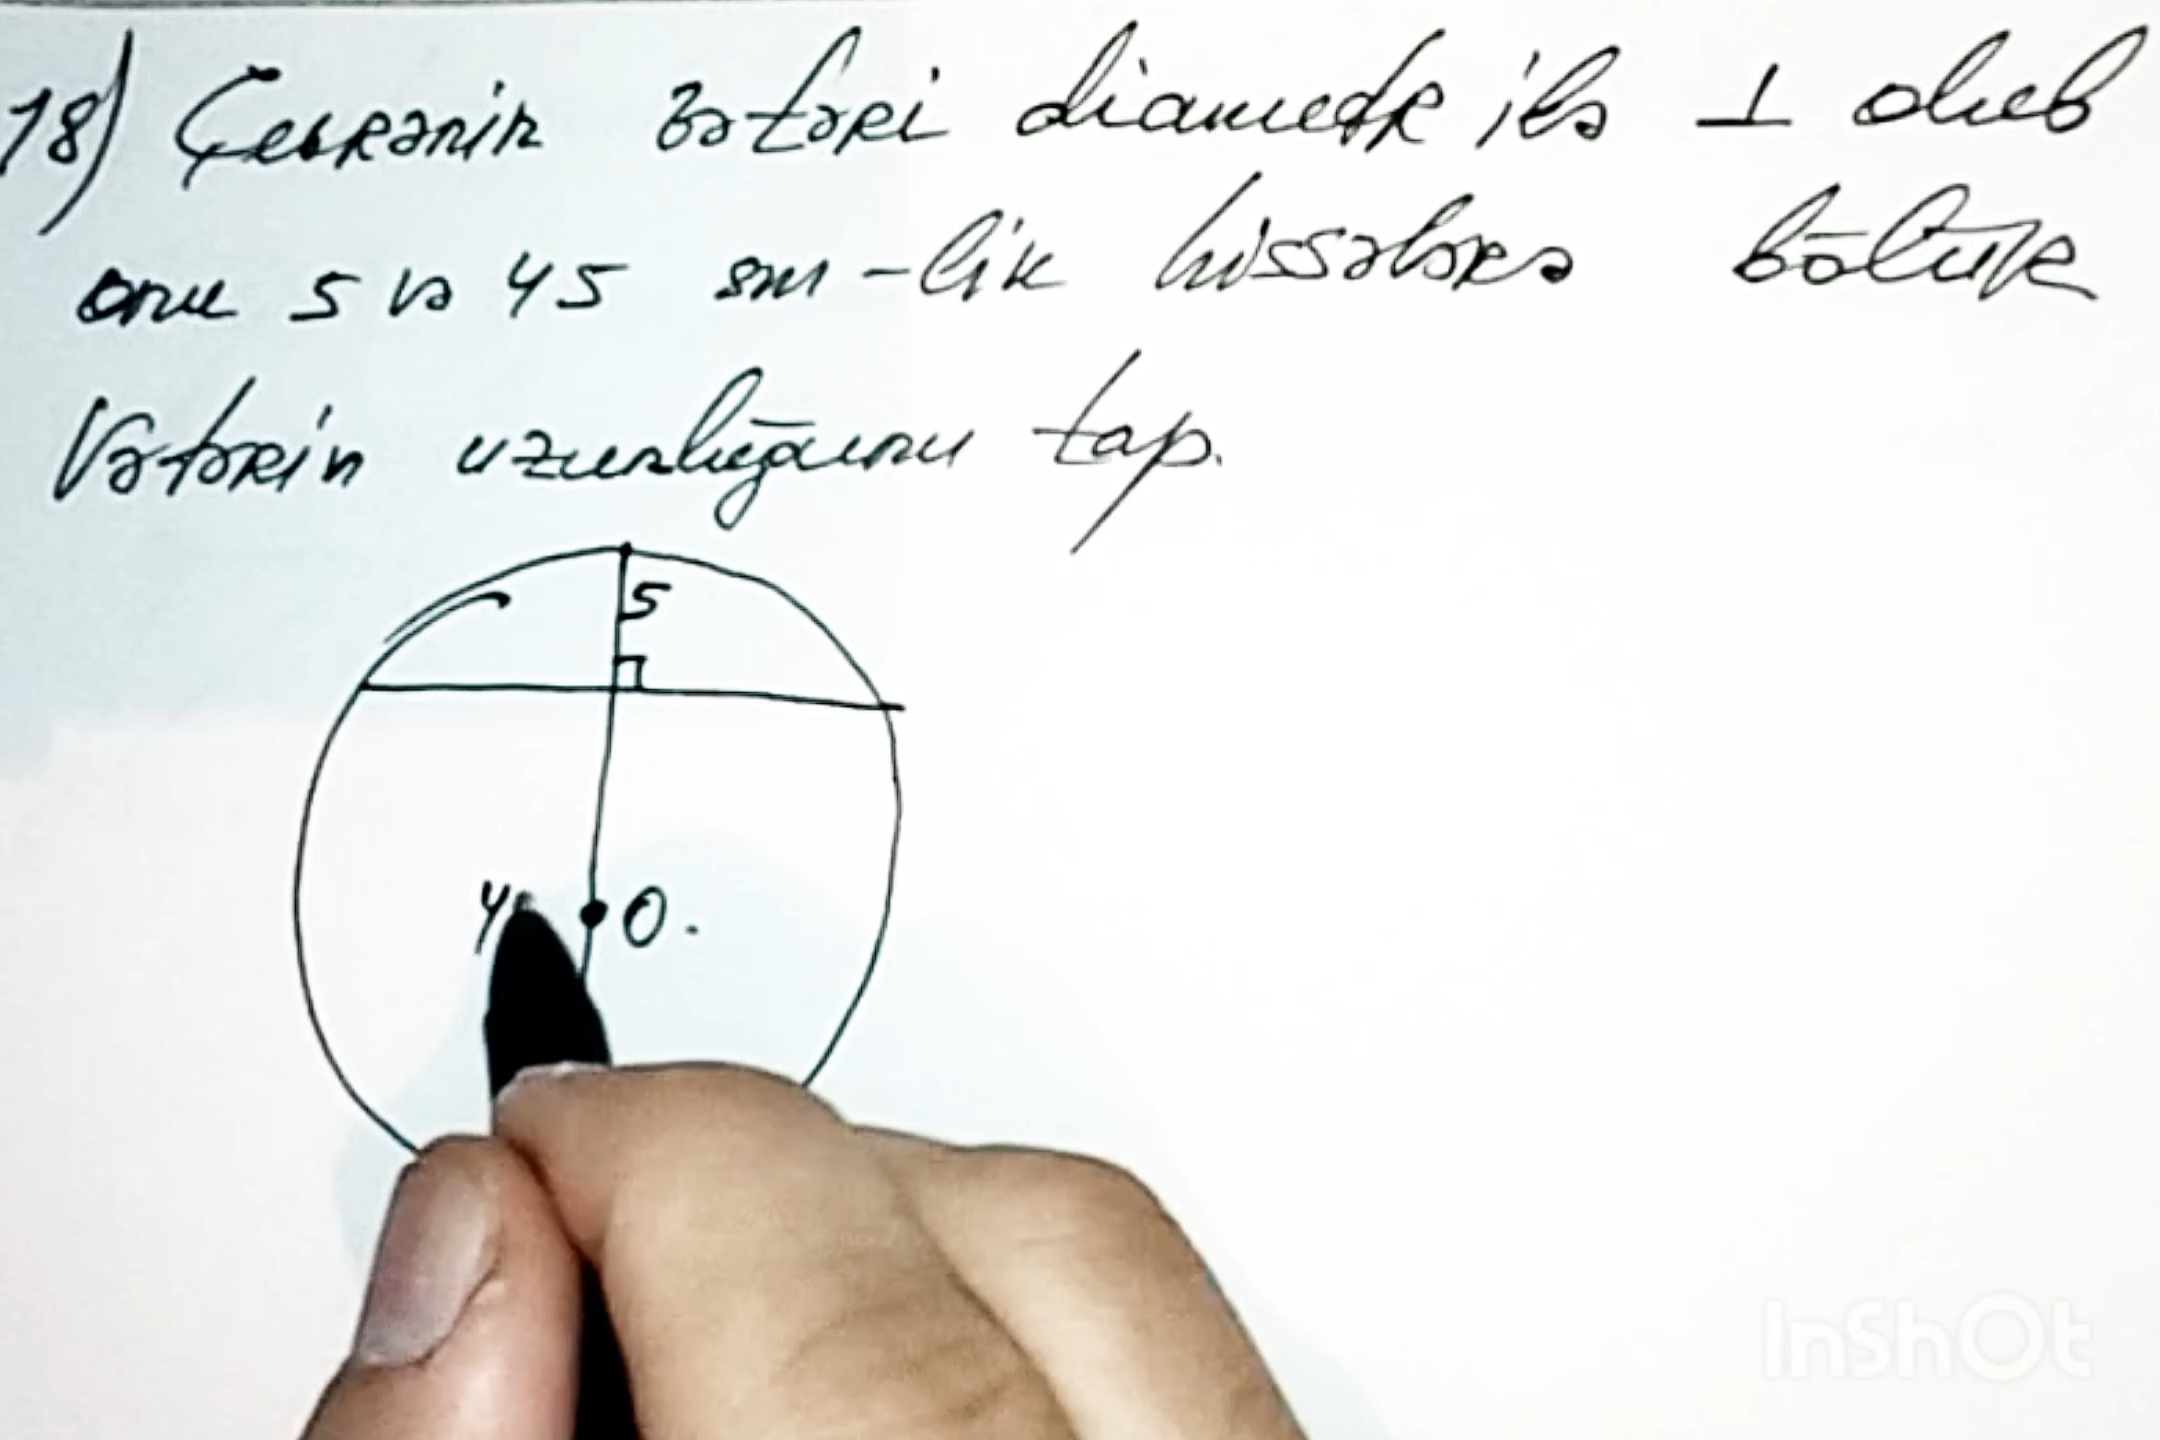 18) Çevrənin vətəri diametr ilə ⊥ olub
onu 5 və 45 sm-lik hissələrə bölür
Vətərin uzunluğunu tap.
5
4
O.
InShOt